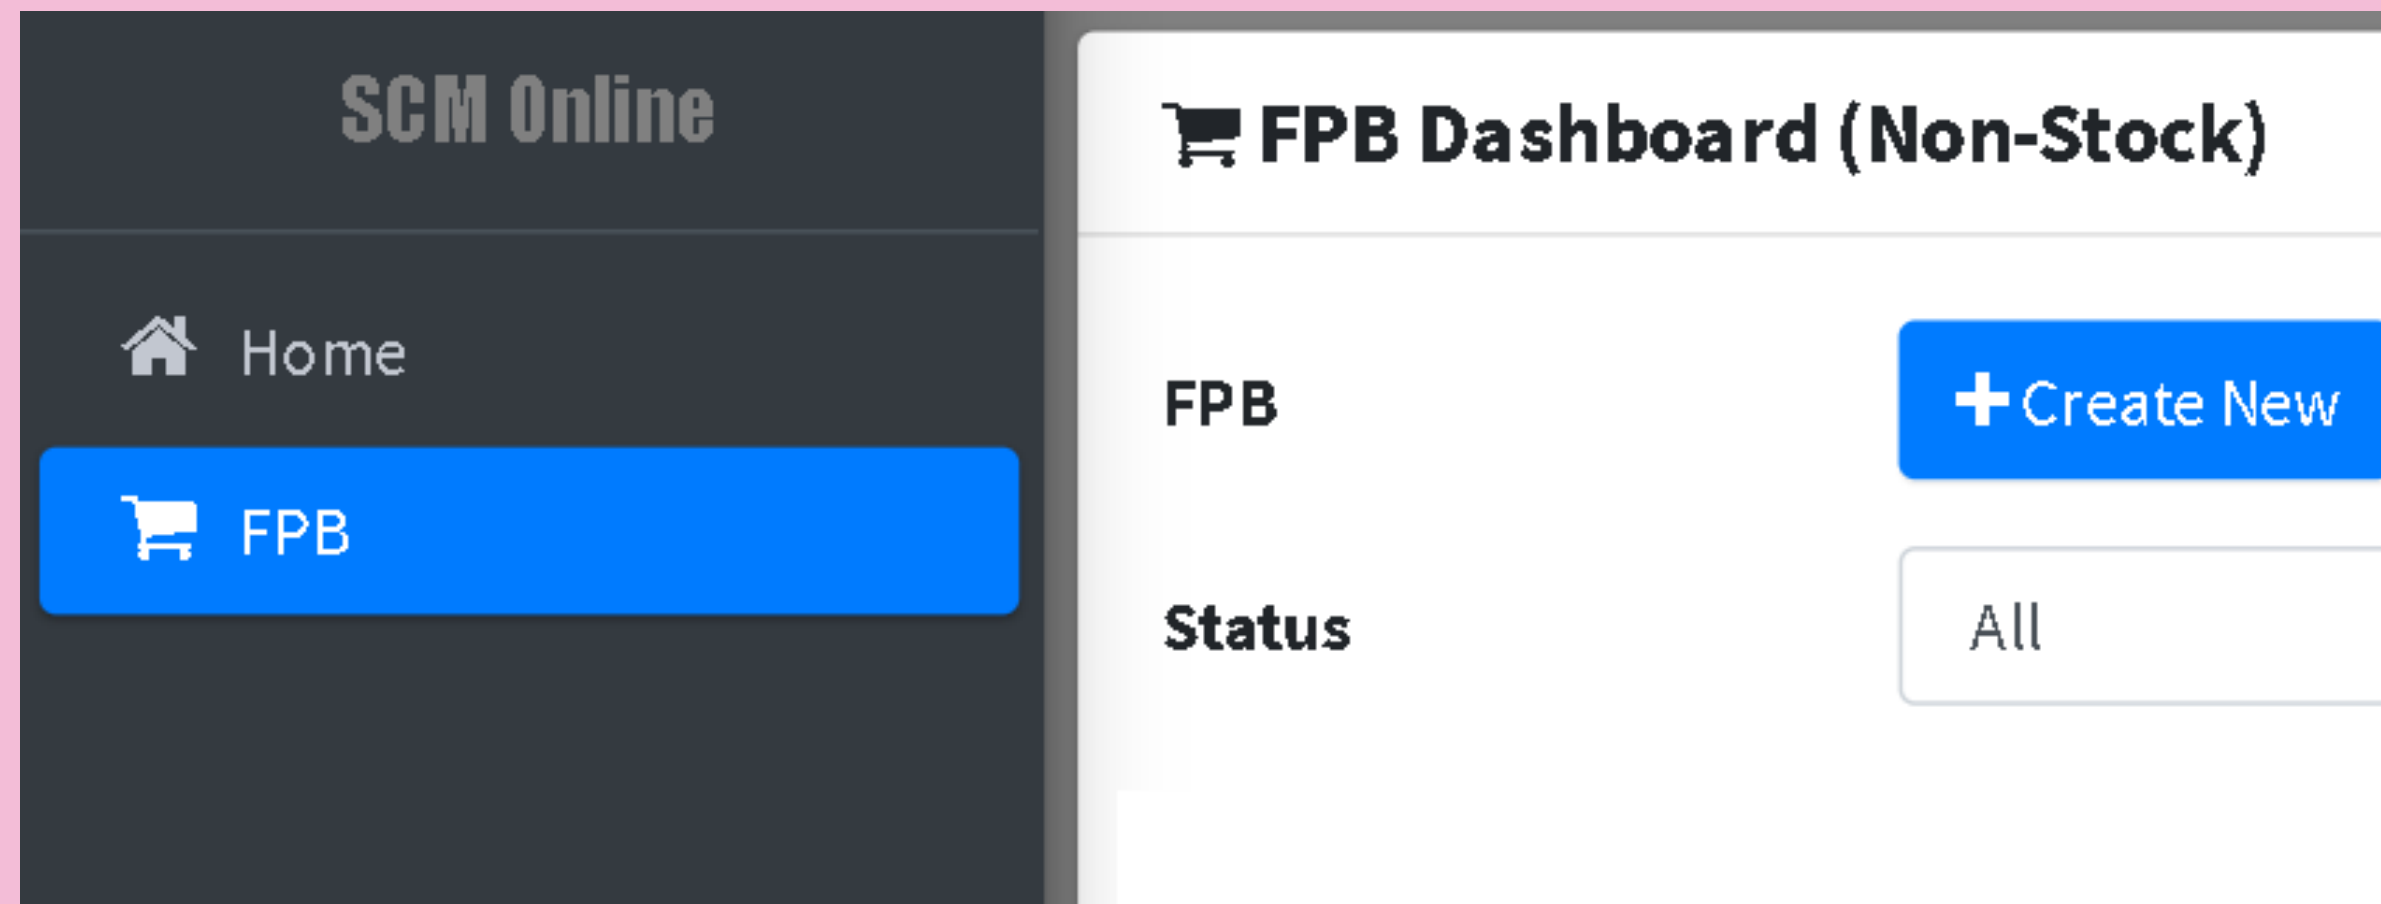 SCM Online
Home
FPB
FPB Dashboard (Non-Stock)
FPB
Create New
Status
All